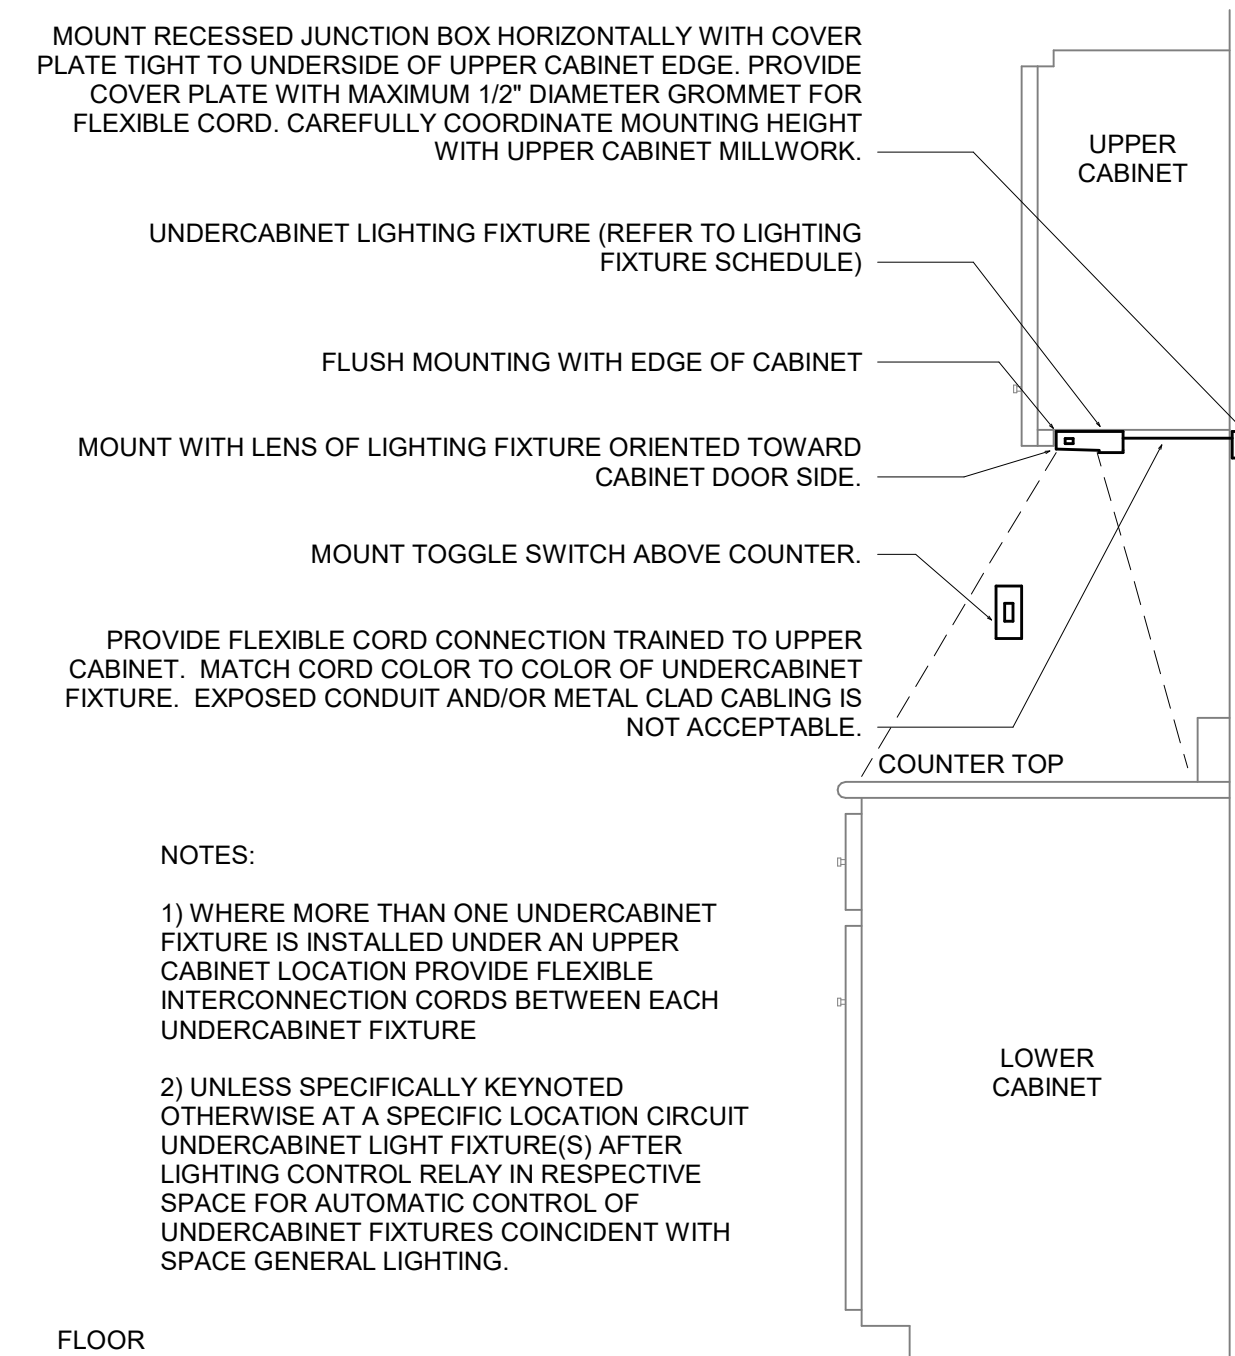 MOUNT RECESSED JUNCTION BOX HORIZONTALLY WITH COVER
PLATE TIGHT TO UNDERSIDE OF UPPER CABINET EDGE. PROVIDE
COVER PLATE WITH MAXIMUM 1/2" DIAMETER GROMMET FOR
FLEXIBLE CORD. CAREFULLY COORDINATE MOUNTING HEIGHT
WITH UPPER CABINET MILLWORK.
UPPER
CABINET
UNDERCABINET LIGHTING FIXTURE (REFER TO LIGHTING
FIXTURE SCHEDULE)
FLUSH MOUNTING WITH EDGE OF CABINET
MOUNT WITH LENS OF LIGHTING FIXTURE ORIENTED TOWARD
CABINET DOOR SIDE.
MOUNT TOGGLE SWITCH ABOVE COUNTER.
PROVIDE FLEXIBLE CORD CONNECTION TRAINED TO UPPER
CABINET.  MATCH CORD COLOR TO COLOR OF UNDERCABINET
FIXTURE.  EXPOSED CONDUIT AND/OR METAL CLAD CABLING IS
NOT ACCEPTABLE.
COUNTER TOP
NOTES:
1) WHERE MORE THAN ONE UNDERCABINET
FIXTURE IS INSTALLED UNDER AN UPPER
CABINET LOCATION PROVIDE FLEXIBLE
INTERCONNECTION CORDS BETWEEN EACH
UNDERCABINET FIXTURE
2) UNLESS SPECIFICALLY KEYNOTED
OTHERWISE AT A SPECIFIC LOCATION CIRCUIT
UNDERCABINET LIGHT FIXTURE(S) AFTER
LIGHTING CONTROL RELAY IN RESPECTIVE
SPACE FOR AUTOMATIC CONTROL OF
UNDERCABINET FIXTURES COINCIDENT WITH
SPACE GENERAL LIGHTING.
LOWER
CABINET
FLOOR